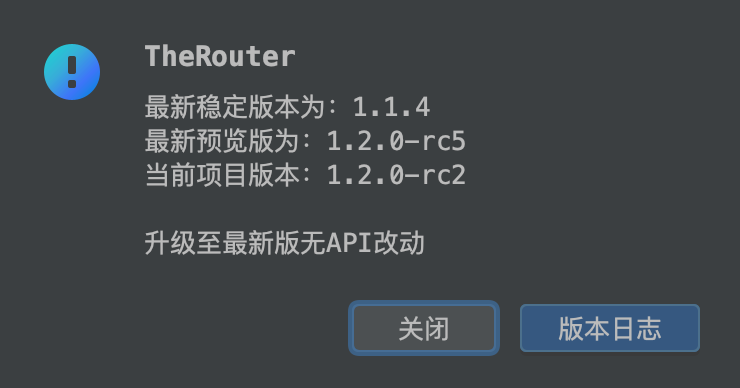 TheRouter
最新稳定版本为：1.1.4
最新预览版为：1.2.0-rc5
当前项目版本：1.2.0-rc2
升级至最新版无API改动
关闭
版本日志